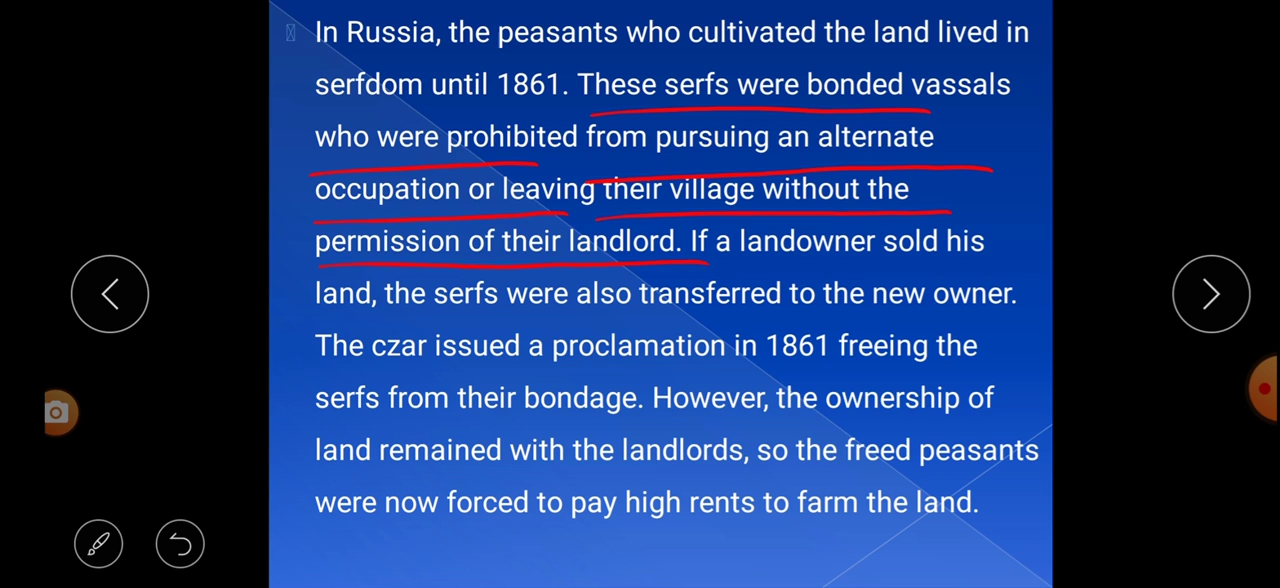 In Russia, the peasants who cultivated the land lived in
serfdom until 1861. These serfs were bonded vassals
who were prohibited from pursuing an alternate
occupation or leaving their village without the
permission of their landlord. If a landowner sold his
land, the serfs were also transferred to the new owner.
The czar issued a proclamation in 1861 freeing the
serfs from their bondage. However, the ownership of
land remained with the landlords, so the freed peasants
were now forced to pay high rents to farm the land.